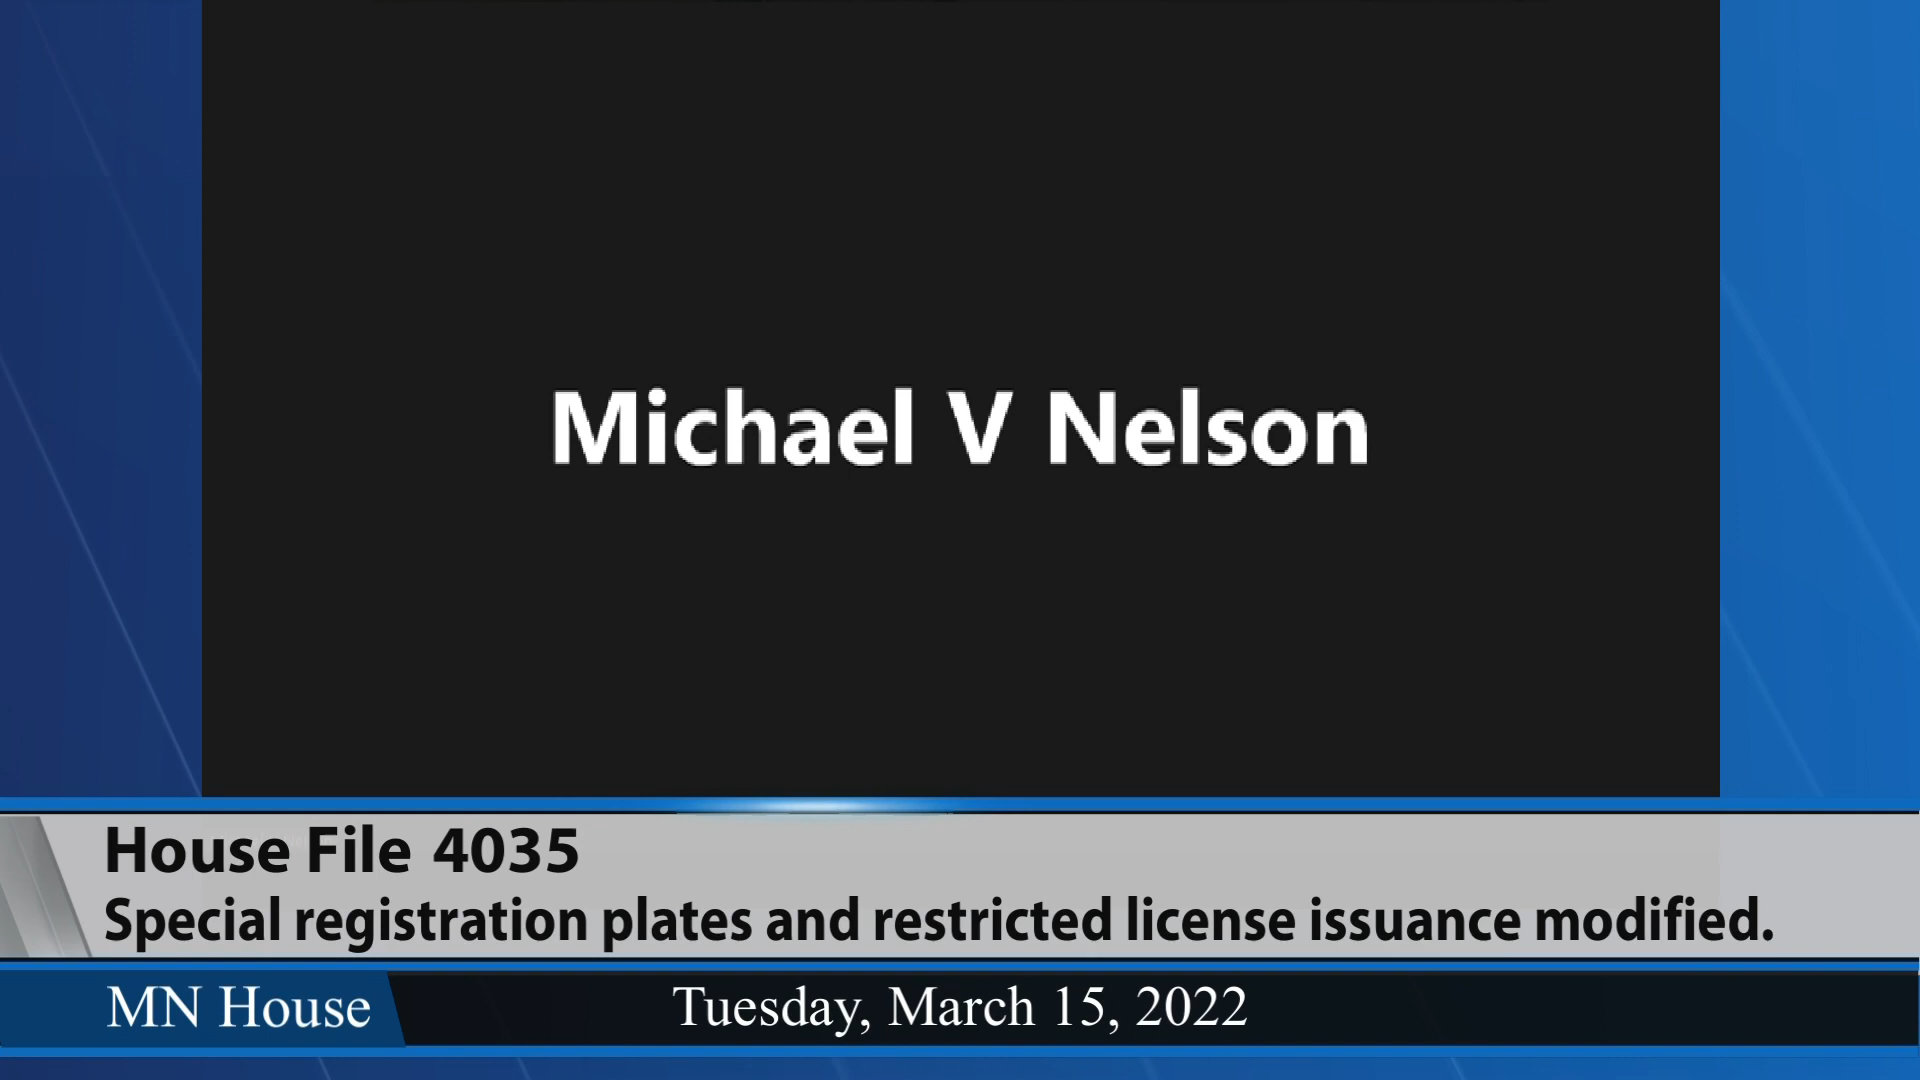 Michael V Nelson
House File 4035
Special registration plates and restricted license issuance modified.
MN House
Tuesday, March 15, 2022